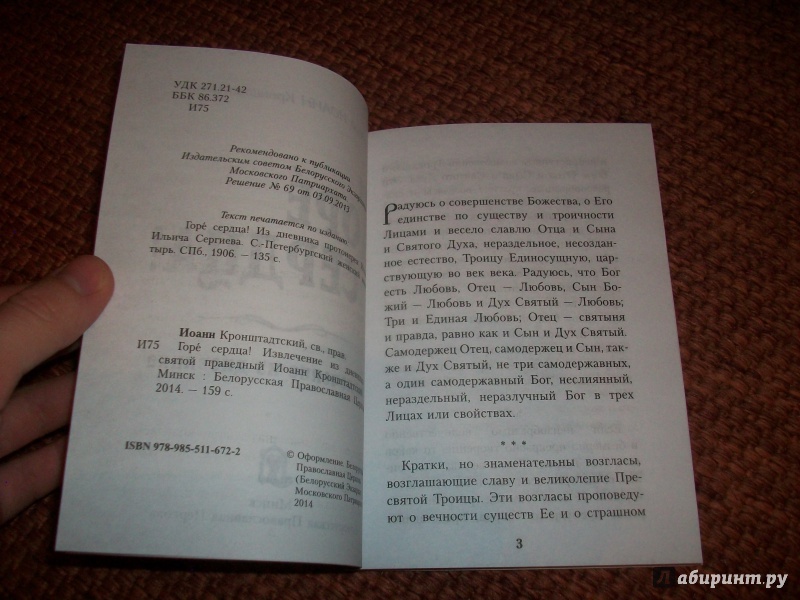 УДК 271.21-42
ББК 86.372
И75
Рекомендовано к публикации
Издательским советом Белорусского
Московского Патриархата
Решение № 69 от 03.09.2013
Текст печатается по изданию
Горе́ сердца! Из дневника протоиерея
Ильича Сергиева. С.-Петербургский женский
тырь. СПб., 1906. — 135 с.
Иоанн Кронштадтский, св., прав.
И75 Горе́ сердца! Извлечение из
святой праведный Иоанн
Минск : Белорусская Православная
2014. — 159 с.
ISBN 978-985-511-672-2
© Оформление.
Православная
(Белорусский
Московского
2014
Радуюсь о совершенстве Божества, о Его
единстве по существу и троичности
Лицами и весело славлю Отца и Сына
и Святого Духа, нераздельное, несоздан-
ное естество, Троицу Единосущную, цар-
ствующую во век века. Радуюсь, что Бог
есть Любовь, Отец — Любовь, Сын Бо-
жий — Любовь и Дух Святый — Любовь;
Три и Единая Любовь; Отец — святыня
и правда, равно как и Сын и Дух Святый.
Самодержец Отец, самодержец и Сын, так-
же и Дух Святый, не три самодержавных,
а один самодержавный Бог, неслиянный,
нераздельный, неразлучный Бог в трех
Лицах или свойствах.
* * *
Кратки, но знаменательны возгласы,
возглашающие славу и великолепие Пре-
святой Троицы. Эти возгласы проповеду-
ют о вечности существ Ее и о страшном
3
Лабиринт.ру